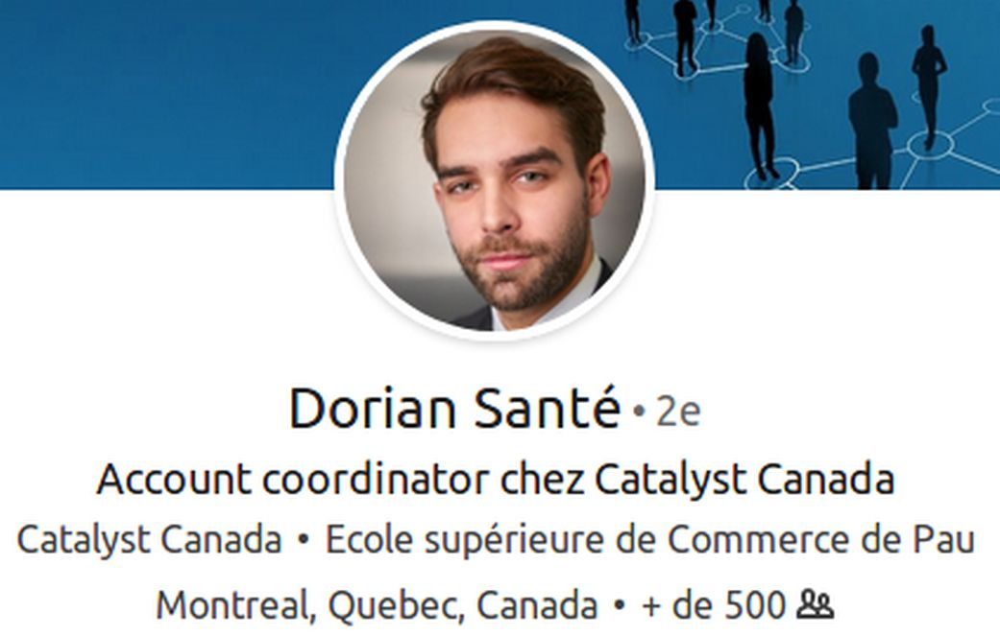 Dorian Santé • 2e
Account coordinator chez Catalyst Canada
Catalyst Canada • Ecole supérieure de Commerce de Pau
Montreal, Quebec, Canada • + de 500